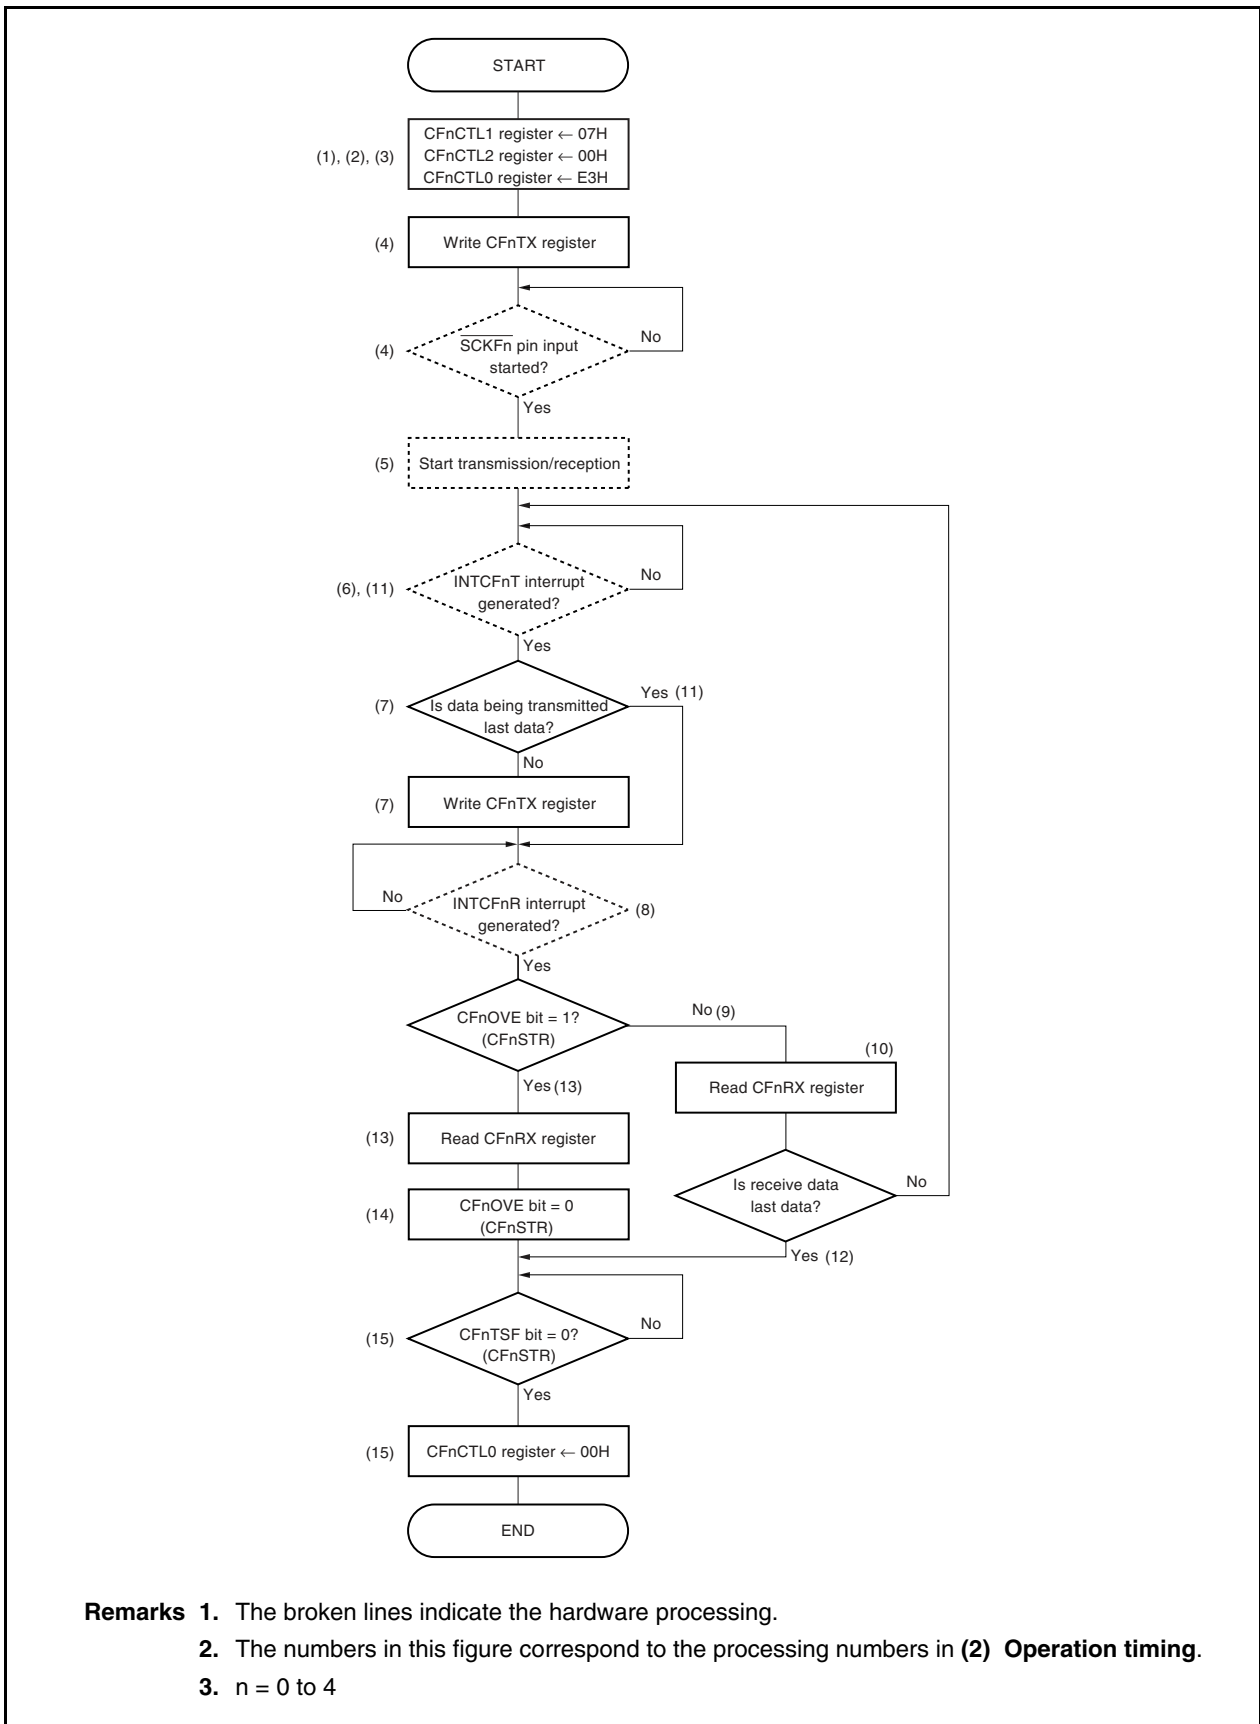 START
(1), (2), (3)
CFnCTL1 register ← 07H
CFnCTL2 register ← 00H
CFnCTL0 register ← E3H
(4)
Write CFnTX register
(4)
SCKFn pin input
started?
No
Yes
(5)
Start transmission/reception
(6), (11)
INTCFnT interrupt
generated?
No
Yes
(7)
Is data being transmitted
last data?
Yes (11)
No
(7)
Write CFnTX register
No
INTCFnR interrupt
generated?
(8)
Yes
CFnOVE bit = 1?
(CFnSTR)
No (9)
(10)
Read CFnRX register
Yes (13)
(13)
Read CFnRX register
Is receive data
last data?
No
(14)
CFnOVE bit = 0
(CFnSTR)
Yes (12)
(15)
CFnTSF bit = 0?
(CFnSTR)
No
Yes
(15)
CFnCTL0 register ← 00H
END
Remarks 1. The broken lines indicate the hardware processing.
2. The numbers in this figure correspond to the processing numbers in (2) Operation timing.
3. n = 0 to 4